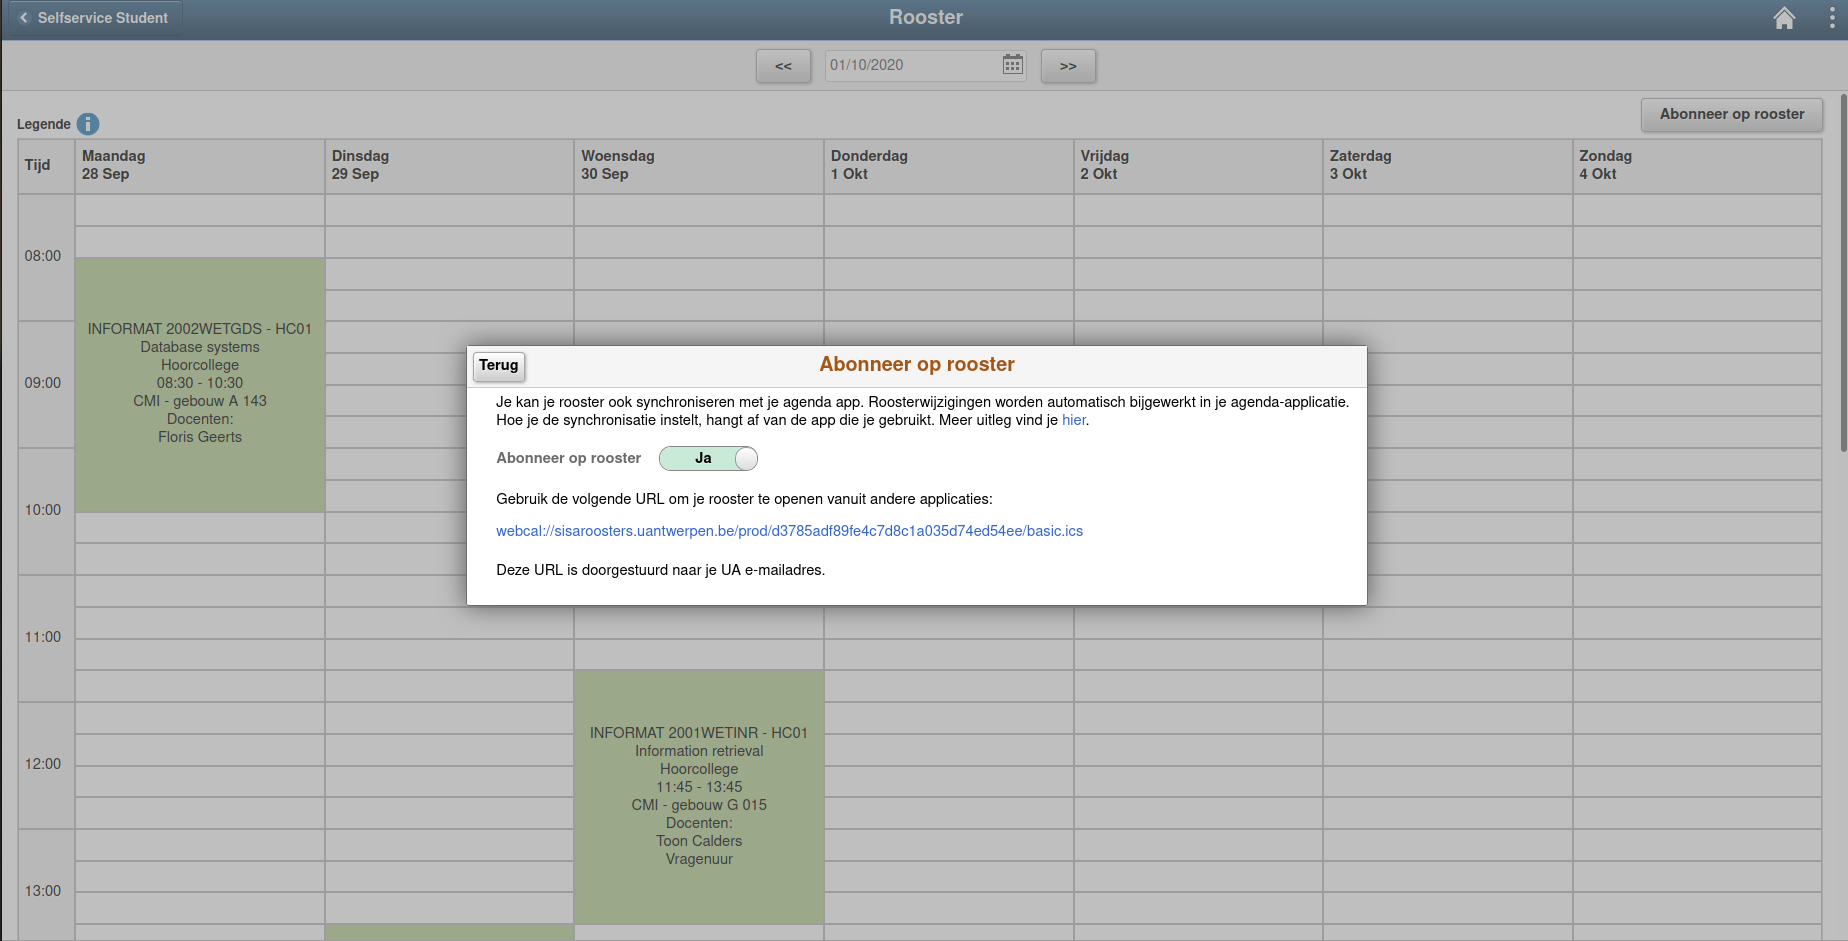 Selfservice Student
Rooster
<<
01/10/2020
>>
Legende
Abonneer op rooster
Tijd
Maandag
28 Sep
Dinsdag
29 Sep
Woensdag
30 Sep
Donderdag
1 Okt
Vrijdag
2 Okt
Zaterdag
3 Okt
Zondag
4 Okt
08:00
INFORMAT 2002WETGDS - HC01
Database systems
Hoorcollege
08:30 - 10:30
CMI - gebouw A 143
Docenten:
Floris Geerts
09:00
10:00
Terug
Abonneer op rooster
Je kan je rooster ook synchroniseren met je agenda app. Roosterwijzigingen worden automatisch bijgewerkt in je agenda-applicatie.
Hoe je de synchronisatie instelt, hangt af van de app die je gebruikt. Meer uitleg vind je hier.
Abonneer op rooster
Ja
Gebruik de volgende URL om je rooster te openen vanuit andere applicaties:
webcal://sisaroosters.uantwerpen.be/prod/d3785adf89fe4c7d8c1a035d74ed54ee/basic.ics
Deze URL is doorgestuurd naar je UA e-mailadres.
11:00
INFORMAT 2001WETINR - HC01
Information retrieval
Hoorcollege
11:45 - 13:45
CMI - gebouw G 015
Docenten:
Toon Calders
Vragenuur
12:00
13:00